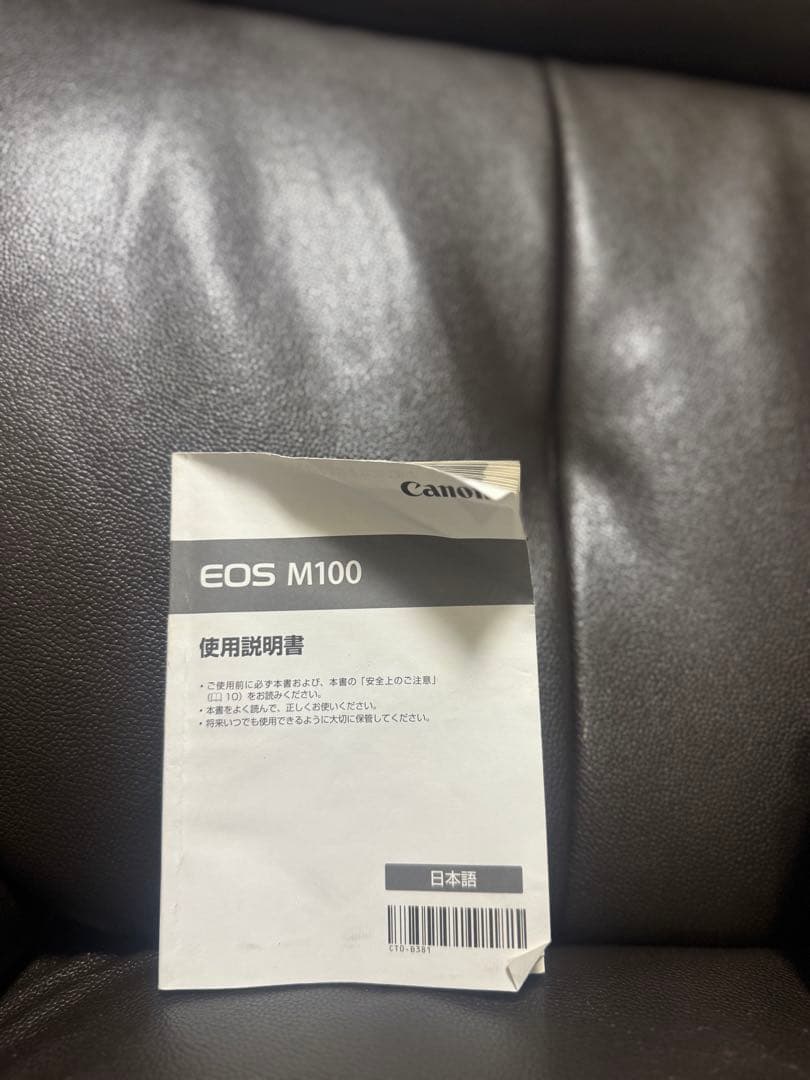 Canon
EOS M100
使用説明書
・ご使用前に必ず本書および、本書の「安全上のご注意」
(📖 10) をお読みください。
・本書をよく読んで、正しくお使いください。
・将来いつでも使用できるように大切に保管してください。
日本語
CT0-B381